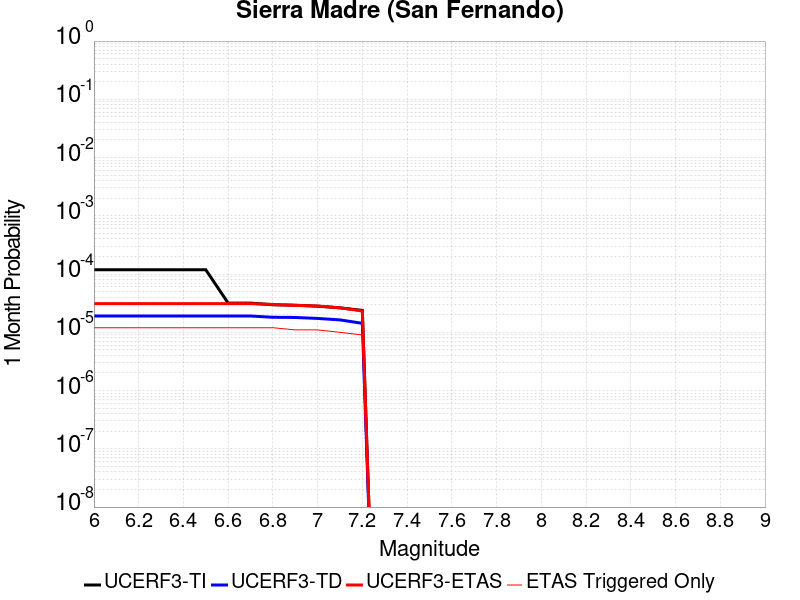 Sierra Madre (San Fernando)
10^0
10^-1
10^-2
10^-3
10^-4
10^-5
10^-6
10^-7
10^-8
1 Month Probability
6 6.2 6.4 6.6 6.8 7 7.2 7.4 7.6 7.8 8 8.2 8.4 8.6 8.8 9
Magnitude
UCERF3-TI UCERF3-TD UCERF3-ETAS ETAS Triggered Only